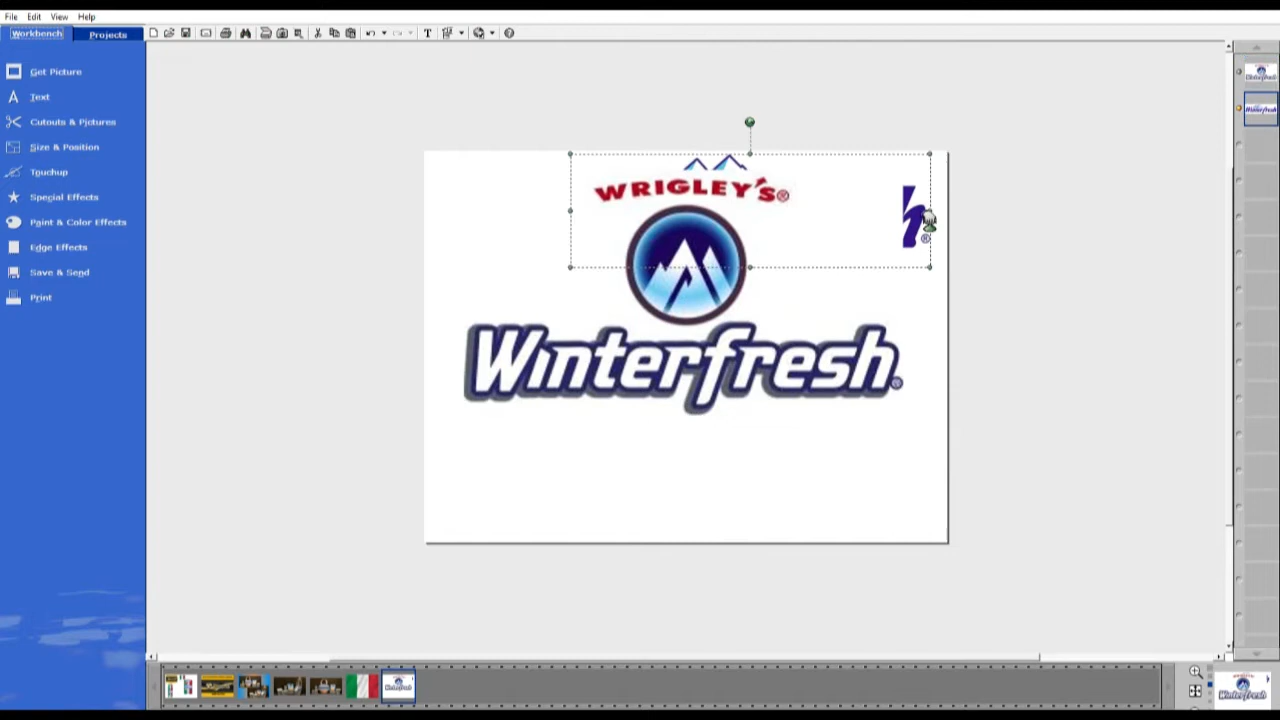 File Edit View Help
Workbench Projects
T
Get Picture
Text
Cutouts & Pictures
Size & Position
Touchup
Special Effects
Paint & Color Effects
Edge Effects
Save & Send
Print
WRIGLEY'S®
h®
Winterfresh®